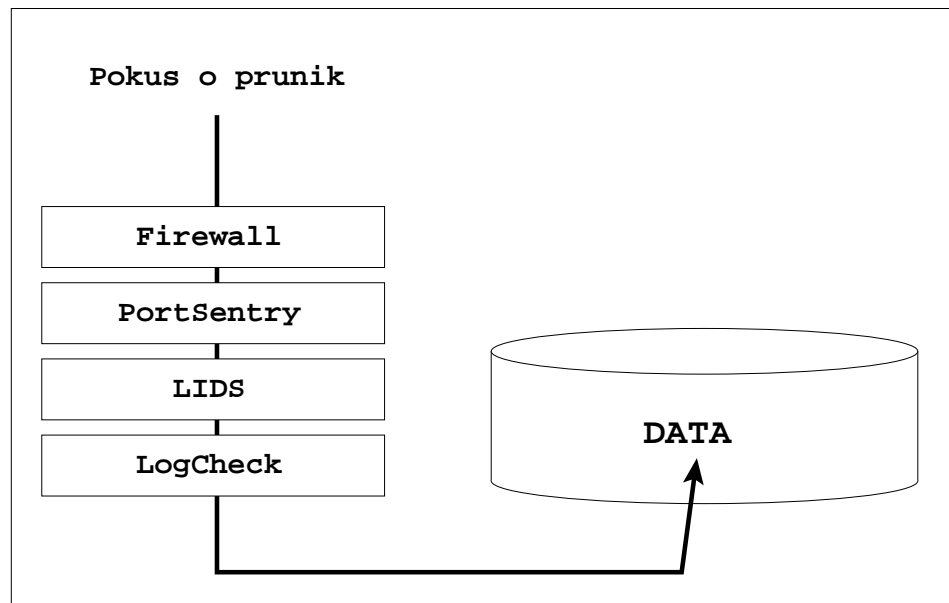 Pokus o prunik
Firewall
PortSentry
LIDS
LogCheck
DATA